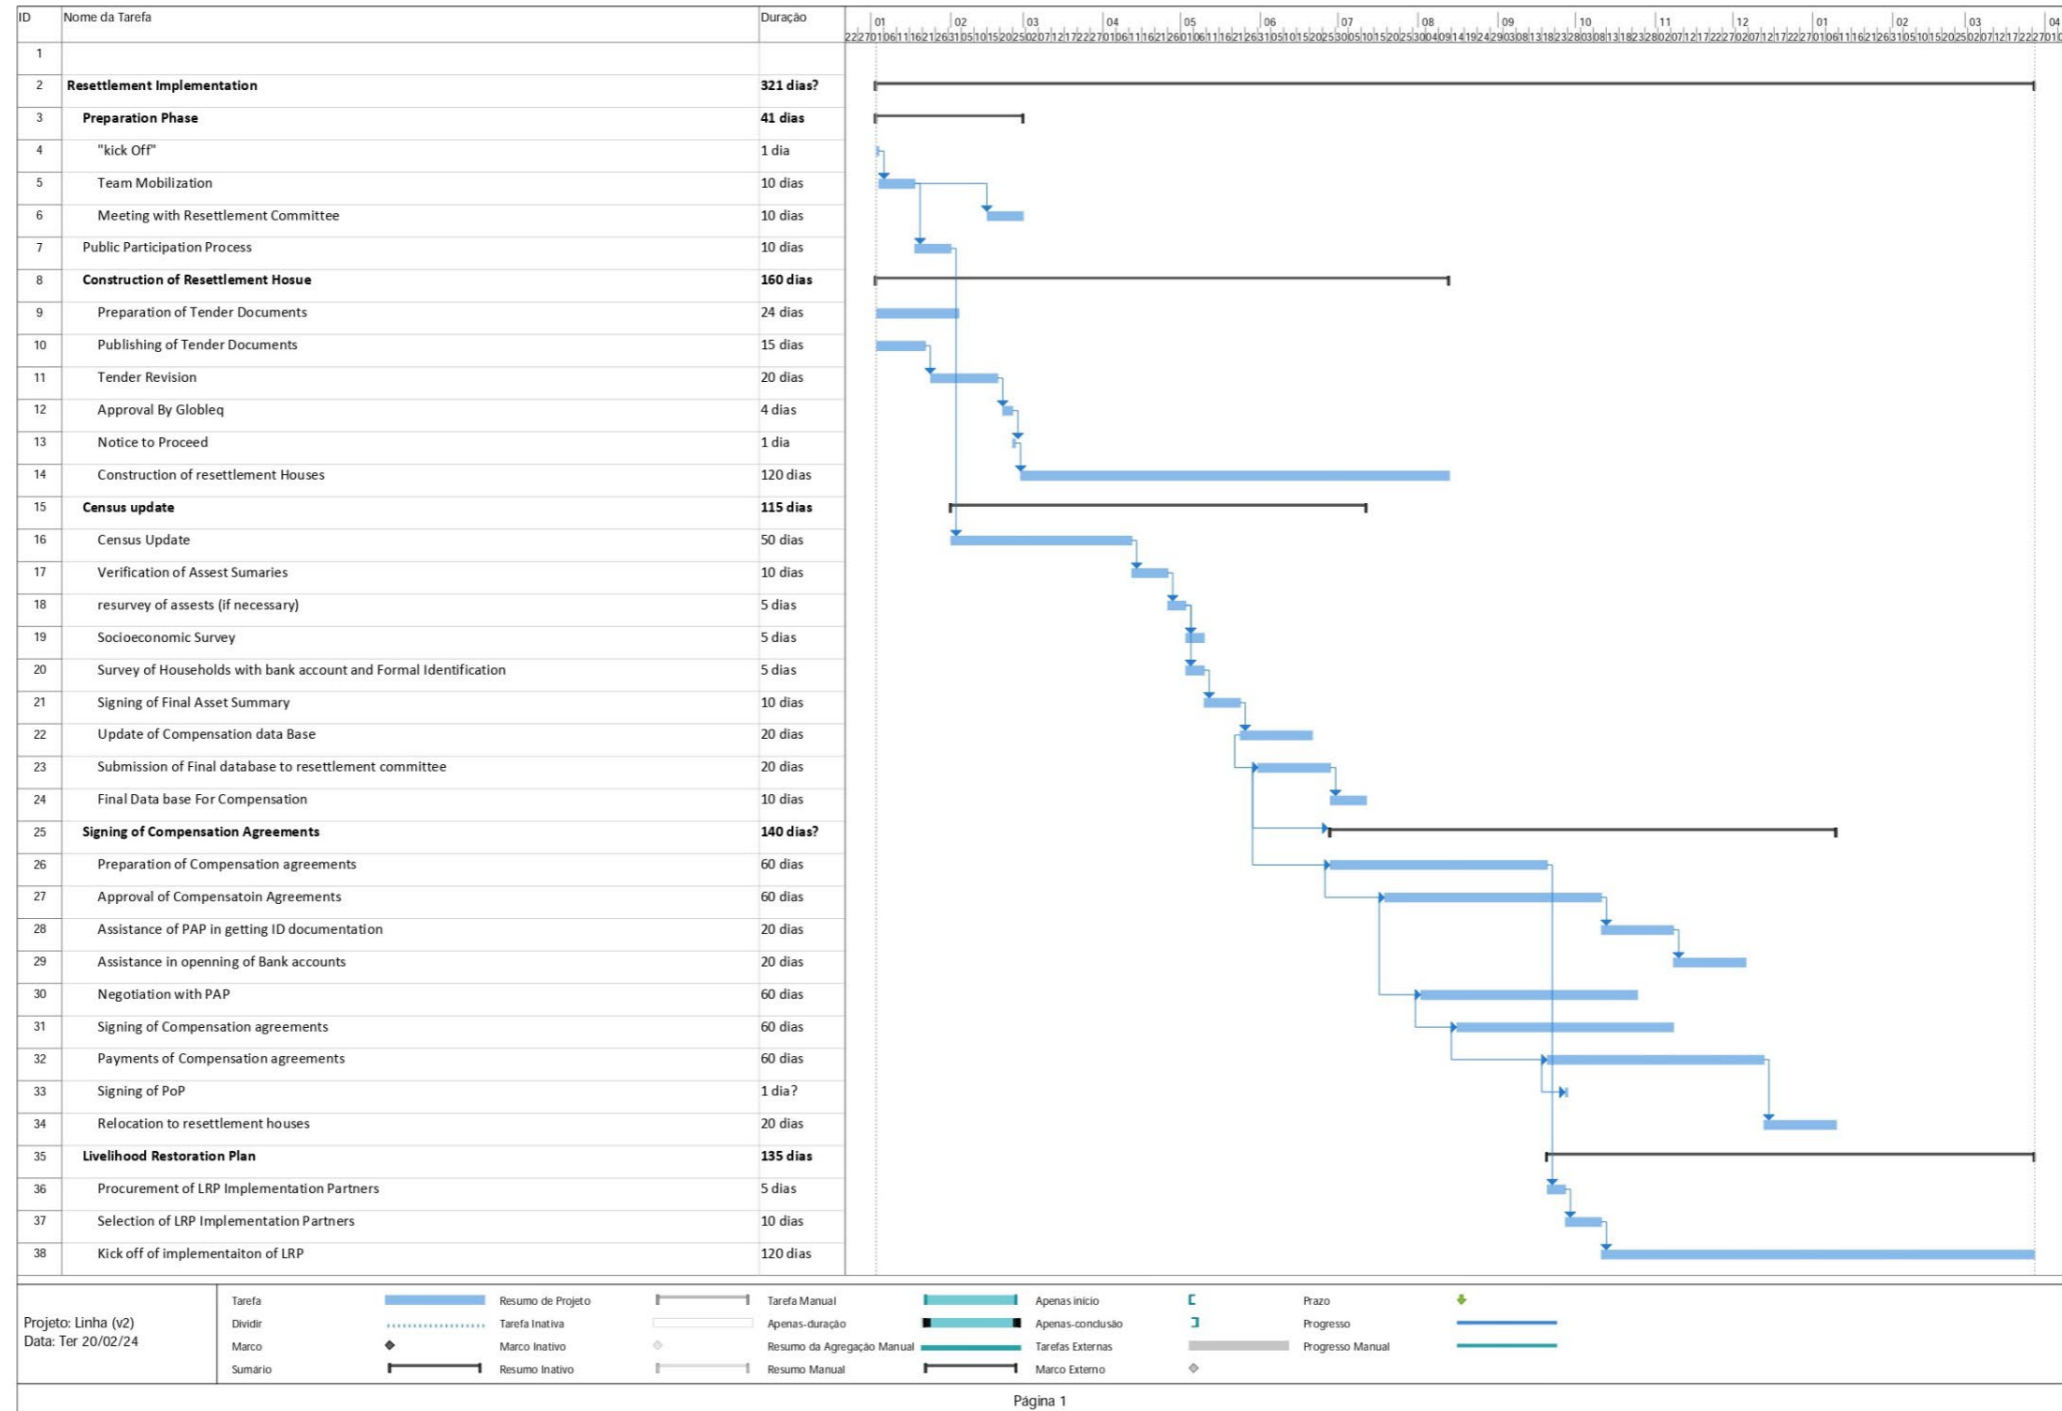 ID Nome da Tarefa Duração 01 02 03 04 05 06 07 08 09 10 11 12 01 02 03 04
1
2 Resettlement Implementation 321 dias?
3 Preparation Phase 41 dias
4 "kick Off" 1 dia
5 Team Mobilization 10 dias
6 Meeting with Resettlement Committee 10 dias
7 Public Participation Process 10 dias
8 Construction of Resettlement Hosue 160 dias
9 Preparation of Tender Documents 24 dias
10 Publishing of Tender Documents 15 dias
11 Tender Revision 20 dias
12 Approval By Globleq 4 dias
13 Notice to Proceed 1 dia
14 Construction of resettlement Houses 120 dias
15 Census update 115 dias
16 Census Update 50 dias
17 Verification of Assest Sumaries 10 dias
18 resurvey of assests (if necessary) 5 dias
19 Socioeconomic Survey 5 dias
20 Survey of Households with bank account and Formal Identification 5 dias
21 Signing of Final Asset Summary 10 dias
22 Update of Compensation data Base 20 dias
23 Submission of Final database to resettlement committee 20 dias
24 Final Data base For Compensation 10 dias
25 Signing of Compensation Agreements 140 dias?
26 Preparation of Compensation agreements 60 dias
27 Approval of Compensatoin Agreements 60 dias
28 Assistance of PAP in getting ID documentation 20 dias
29 Assistance in openning of Bank accounts 20 dias
30 Negotiation with PAP 60 dias
31 Signing of Compensation agreements 60 dias
32 Payments of Compensation agreements 60 dias
33 Signing of PoP 1 dia?
34 Relocation to resettlement houses 20 dias
35 Livelihood Restoration Plan 135 dias
36 Procurement of LRP Implementation Partners 5 dias
37 Selection of LRP Implementation Partners 10 dias
38 Kick off of implementaiton of LRP 120 dias
Projeto: Linha (v2)
Data: Ter 20/02/24
Tarefa Resumo de Projeto Tarefa Manual Apenas início Prazo
Dividir Tarefa Inativa Apenas-duração Apenas-conclusão Progresso
Marco Marco Inativo Resumo da Agregação Manual Tarefas Externas Progresso Manual
Sumário Resumo Inativo Resumo Manual Marco Externo
Página 1